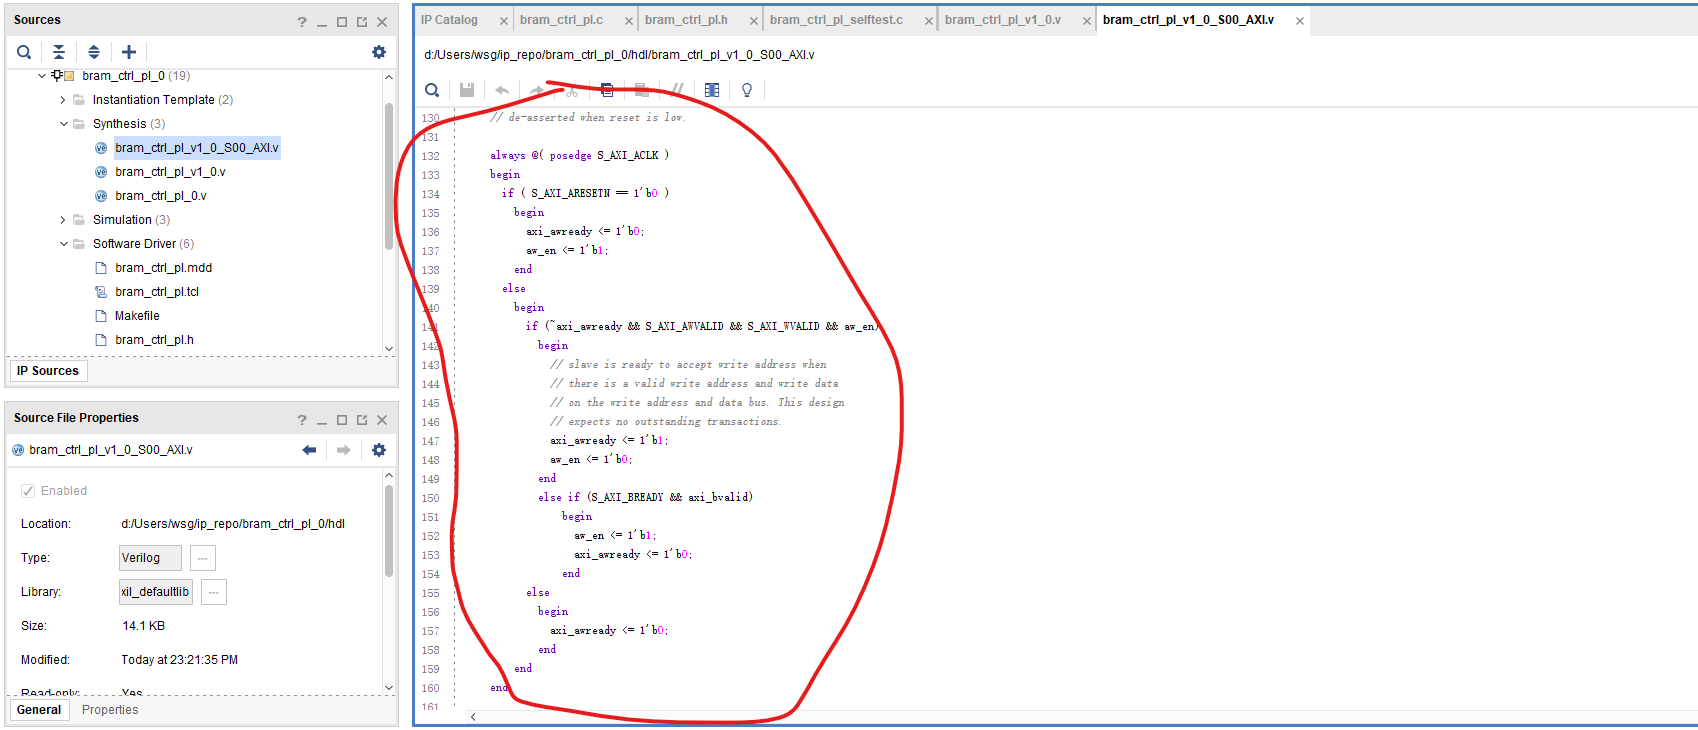 Sources
bram_ctrl_pl_0 (19)
Instantiation Template (2)
Synthesis (3)
bram_ctrl_pl_v1_0_S00_AXI.v
bram_ctrl_pl_v1_0.v
bram_ctrl_pl_0.v
Simulation (3)
Software Driver (6)
bram_ctrl_pl.mdd
bram_ctrl_pl.tcl
Makefile
bram_ctrl_pl.h
IP Sources
Source File Properties
bram_ctrl_pl_v1_0_S00_AXI.v
Enabled
Location: d:/Users/wsg/ip_repo/bram_ctrl_pl_0/hdl
Type: Verilog ...
Library: xil_defaultlib ...
Size: 14.1 KB
Modified: Today at 23:21:35 PM
Read-only: Yes
General Properties
IP Catalog bram_ctrl_pl.c bram_ctrl_pl.h bram_ctrl_pl_selftest.c bram_ctrl_pl_v1_0.v bram_ctrl_pl_v1_0_S00_AXI.v
d:/Users/wsg/ip_repo/bram_ctrl_pl_0/hdl/bram_ctrl_pl_v1_0_S00_AXI.v
130 // de-asserted when reset is low.
131
132 always @( posedge S_AXI_ACLK )
133 begin
134 if ( S_AXI_ARESETN == 1'b0 )
135 begin
136 axi_awready <= 1'b0;
137 aw_en <= 1'b1;
138 end
139 else
140 begin
141 if (~axi_awready && S_AXI_AWVALID && S_AXI_WVALID && aw_en)
142 begin
143 // slave is ready to accept write address when
144 // there is a valid write address and write data
145 // on the write address and data bus. This design
146 // expects no outstanding transactions.
147 axi_awready <= 1'b1;
148 aw_en <= 1'b0;
149 end
150 else if (S_AXI_BREADY && axi_bvalid)
151 begin
152 aw_en <= 1'b1;
153 axi_awready <= 1'b0;
154 end
155 else
156 begin
157 axi_awready <= 1'b0;
158 end
159 end
160 end
161